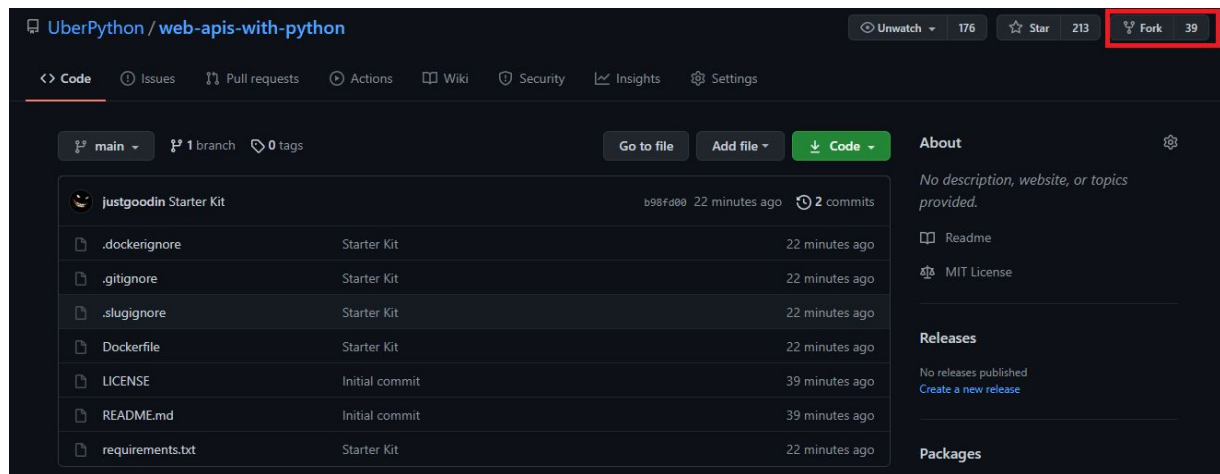 UberPython / web-apis-with-python
Unwatch 176 Star 213 Fork 39
<> Code Issues Pull requests Actions Wiki Security Insights Settings
main 1 branch 0 tags Go to file Add file Code
justgoodin Starter Kit b98fd00 22 minutes ago 2 commits
.dockerignore Starter Kit 22 minutes ago
.gitignore Starter Kit 22 minutes ago
.slugignore Starter Kit 22 minutes ago
Dockerfile Starter Kit 22 minutes ago
LICENSE Initial commit 39 minutes ago
README.md Initial commit 39 minutes ago
requirements.txt Starter Kit 22 minutes ago
About
No description, website, or topics
provided.
Readme
MIT License
Releases
No releases published
Create a new release
Packages